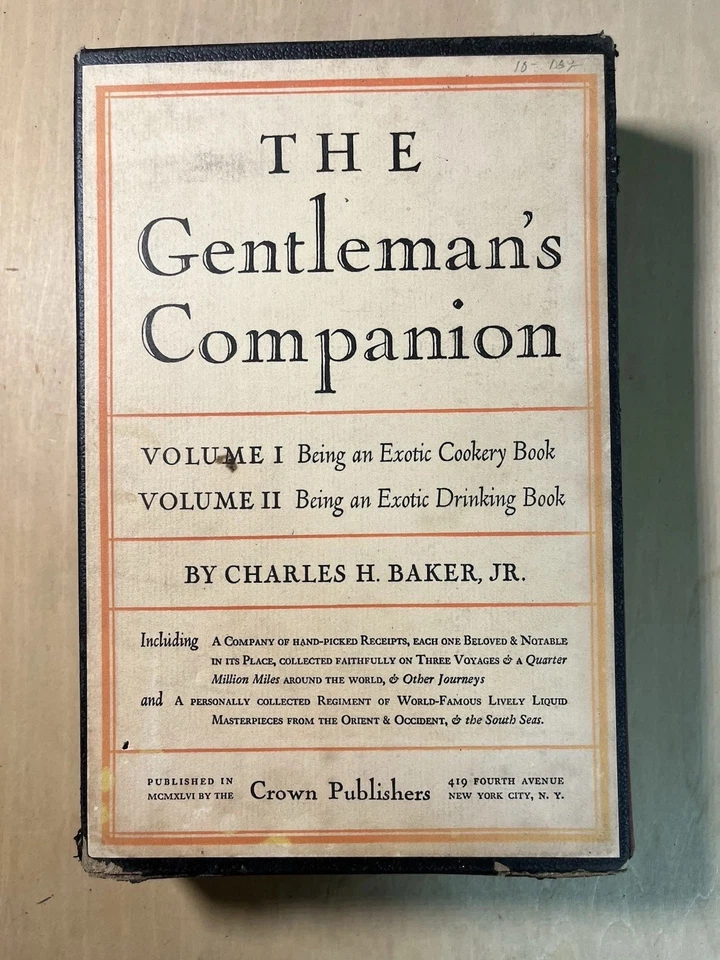 THE
Gentleman's
Companion
VOLUME I Being an Exotic Cookery Book
VOLUME II Being an Exotic Drinking Book
BY CHARLES H. BAKER, JR.
Including A COMPANY OF HAND-PICKED RECEIPTS, EACH ONE BELOVED & NOTABLE
IN ITS PLACE, COLLECTED FAITHFULLY ON THREE VOYAGES & A Quarter
Million Miles AROUND THE WORLD, & Other Journeys
and A PERSONALLY COLLECTED REGIMENT OF WORLD-FAMOUS LIVELY LIQUID
MASTERPIECES FROM THE ORIENT & OCCIDENT, & the South Seas.
PUBLISHED IN
MCMXLVI BY THE
Crown Publishers
419 FOURTH AVENUE
NEW YORK CITY, N. Y.